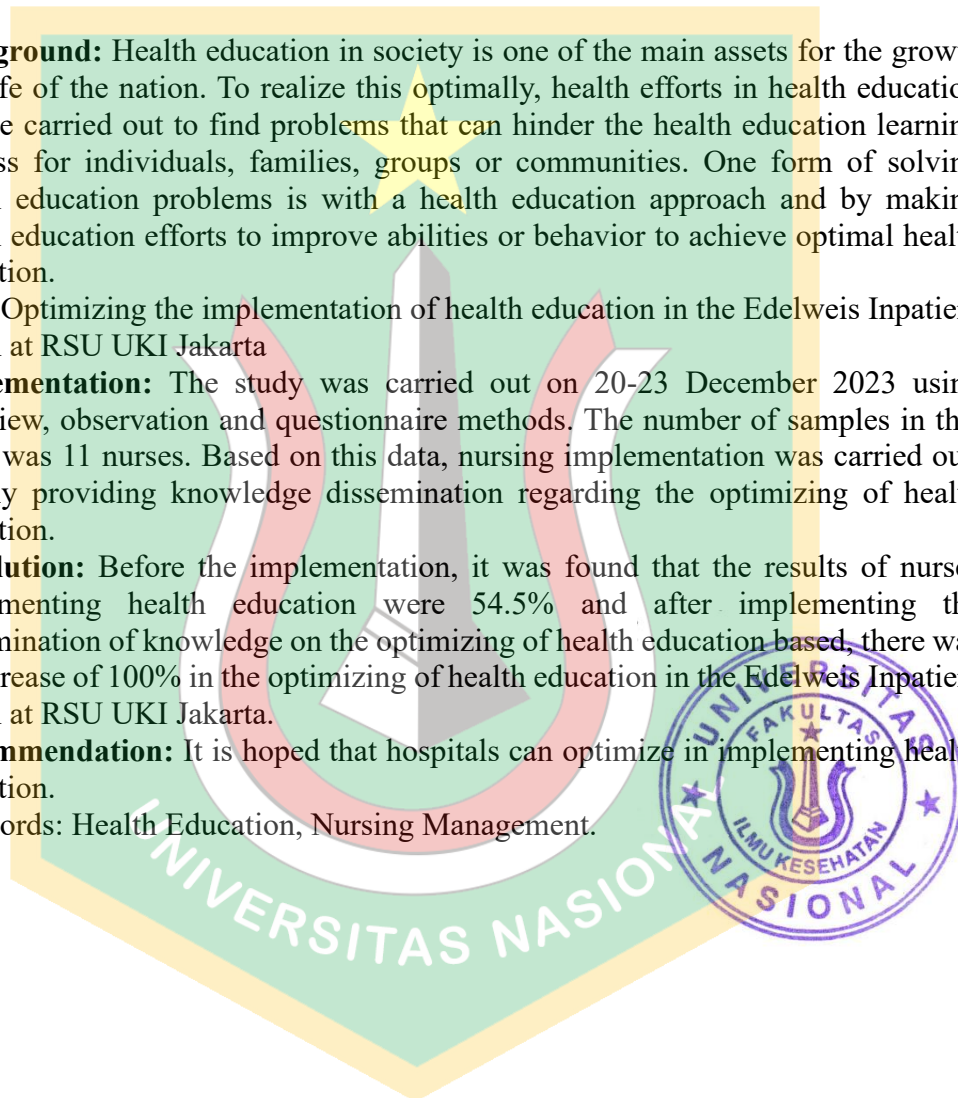 ground: Health education in society is one of the main assets for the grow
fe of the nation. To realize this optimally, health efforts in health educatio
e carried out to find problems that can hinder the health education learnin
ss for individuals, families, groups or communities. One form of solvin
education problems is with a health education approach and by makin
education efforts to improve abilities or behavior to achieve optimal healt
tion.
Optimizing the implementation of health education in the Edelweis Inpatie
at RSU UKI Jakarta
ementation: The study was carried out on 20-23 December 2023 usin
iew, observation and questionnaire methods. The number of samples in th
was 11 nurses. Based on this data, nursing implementation was carried ou
y providing knowledge dissemination regarding the optimizing of healt
tion.
lution: Before the implementation, it was found that the results of nurse
menting health education were 54.5% and after implementing th
mination of knowledge on the optimizing of health education based, there wa
rease of 100% in the optimizing of health education in the Edelweis Inpatie
at RSU UKI Jakarta.
mmendation: It is hoped that hospitals can optimize in implementing healt
tion.
ords: Health Education, Nursing Management.
UNIVERSITAS NASIONAL
UNIVERSITAS
NASIONAL
FAKULTAS
ILMU KESEHATAN